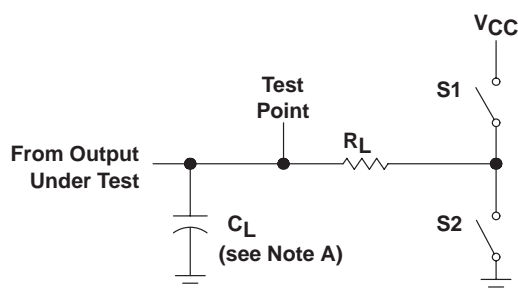 VCC
S1
Test
Point
RL
From Output
Under Test
S2
CL
(see Note A)